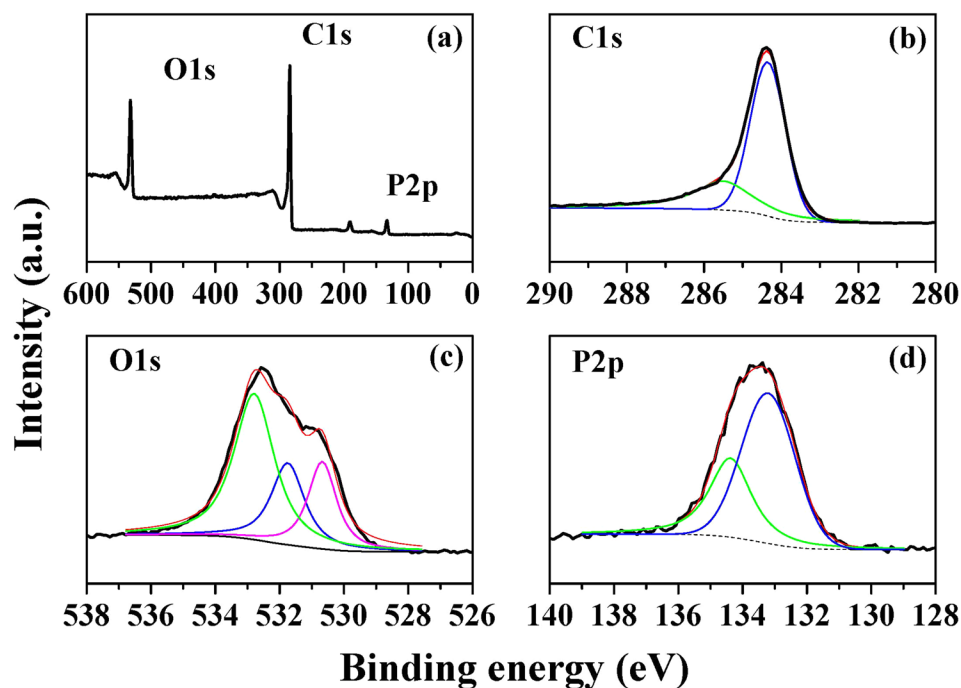 C1s
(a)
O1s
P2p
600 500 400 300 200 100 0
C1s
(b)
290 288 286 284 282 280
O1s
(c)
538 536 534 532 530 528 526
P2p
(d)
140 138 136 134 132 130 128
Intensity (a.u.)
Binding energy (eV)